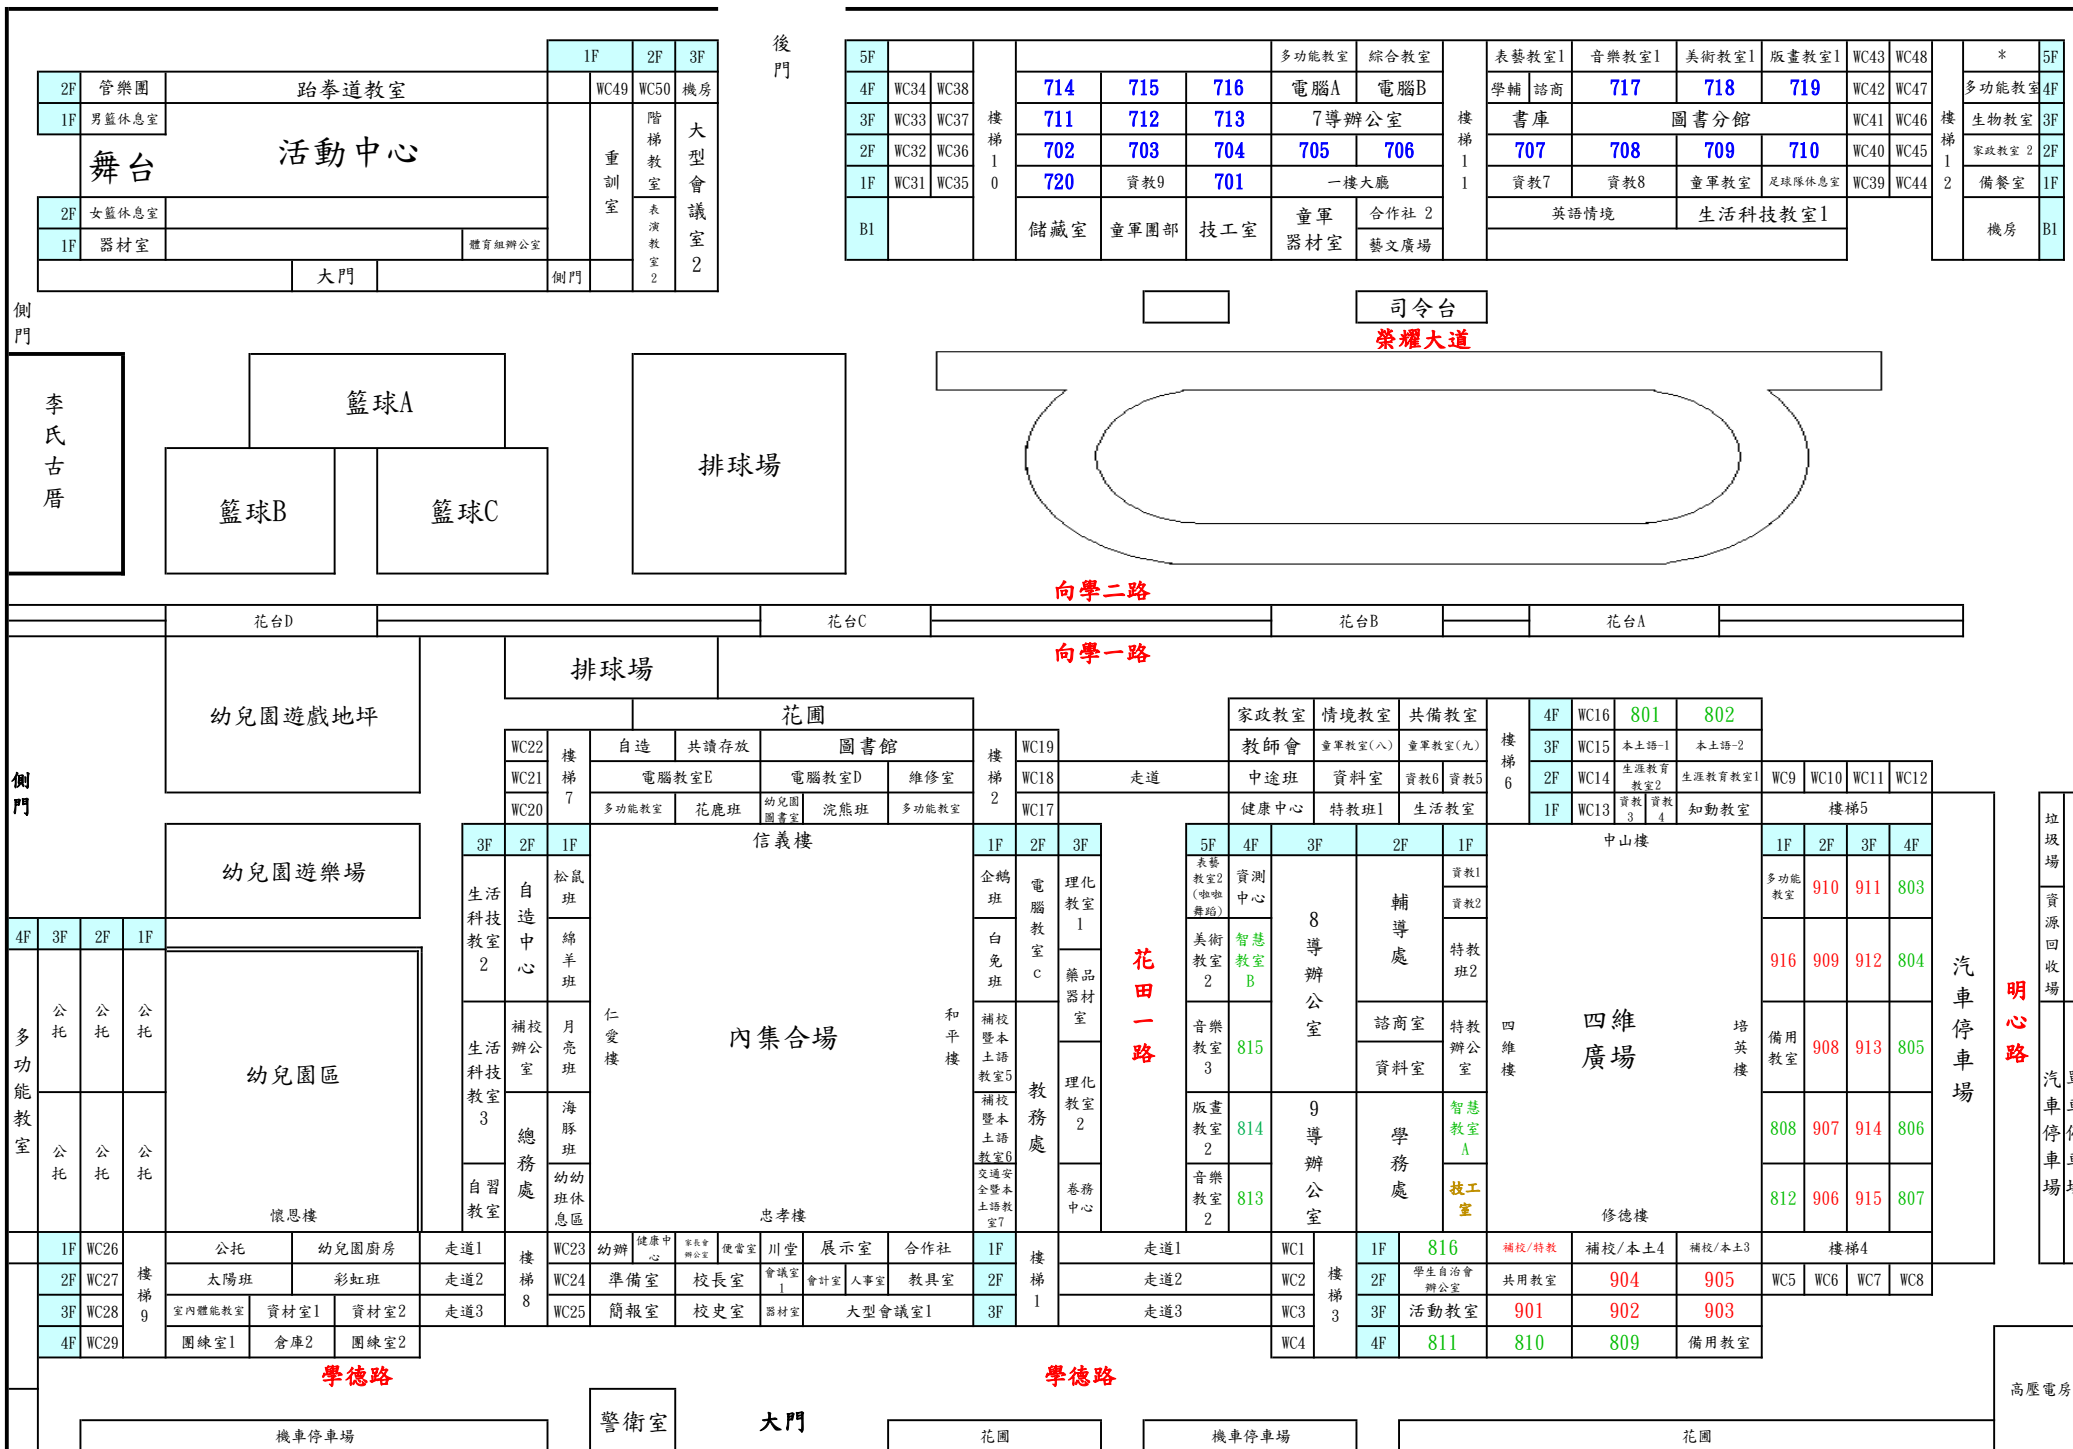 後門
1F 2F 3F
2F 管樂團 跆拳道教室 WC49 WC50 機房
1F 男籃休息室
舞台 活動中心 重訓室 階梯教室 大型會議室2
2F 女籃休息室 表演教室2
1F 器材室 體育組辦公室
大門 側門
5F 多功能教室 綜合教室 表藝教室1 音樂教室1 美術教室1 版畫教室1 WC43 WC48 * 5F
4F WC34 WC38 714 715 716 電腦A 電腦B 學輔 諮商 717 718 719 WC42 WC47 多功能教室 4F
3F WC33 WC37 樓梯10 711 712 713 7導辦公室 樓梯11 書庫 圖書分館 WC41 WC46 樓梯12 生物教室 3F
2F WC32 WC36 702 703 704 705 706 707 708 709 710 WC40 WC45 家政教室 2 2F
1F WC31 WC35 720 資教9 701 一樓大廳 資教7 資教8 童軍教室 足球隊休息室 WC39 WC44 備餐室 1F
B1 儲藏室 童軍團部 技工室 童軍器材室 合作社 2 英語情境 生活科技教室1 機房 B1
藝文廣場
側門
司令台
榮耀大道
李氏古厝
籃球A
籃球B 籃球C
排球場
向學二路
花台D 花台C 花台B 花台A
向學一路
排球場
幼兒園遊戲地坪
花圃
側門
WC22 樓梯7 自造 共讀存放 圖書館 樓梯2 WC19
WC21 電腦教室E 電腦教室D 維修室 WC18 走道
WC20 多功能教室 花鹿班 幼兒園圖書室 浣熊班 多功能教室 WC17
家政教室 情境教室 共備教室 樓梯6 4F WC16 801 802
教師會 童軍教室(八) 童軍教室(九) 3F WC15 本土語-1 本土語-2
中途班 資料室 資教6 資教5 2F WC14 生涯教育教室2 生涯教育教室1 WC9 WC10 WC11 WC12
健康中心 特教班1 生活教室 1F WC13 資教3 資教4 知動教室 樓梯5
幼兒園遊樂場
3F 2F 1F 信義樓 1F 2F 3F
生活科技教室2 自造中心 松鼠班 企鵝班 電腦教室c 理化教室1
綿羊班 白兔班 藥品器材室
生活科技教室3 補校辦公室 月亮班 仁愛樓 內集合場 和平樓 補校暨本土語教室5 教務處 理化教室2
總務處 海豚班 補校暨本土語教室6
自習教室 幼幼班休息區 忠孝樓 交通安全暨本土語教室7 卷務中心
花田一路
5F 4F 3F 2F 1F 中山樓 1F 2F 3F 4F
表藝教室2(啦啦舞蹈) 資測中心 8導辦公室 輔導處 資教1 多功能教室 910 911 803
資教2
美術教室2 智慧教室B 特教班2 916 909 912 804
音樂教室3 815 諮商室 特教辦公室 四維樓 四維廣場 培英樓 備用教室 908 913 805
資料室
版畫教室2 814 9導辦公室 學務處 智慧教室A 808 907 914 806
音樂教室2 813 技工室 修德樓 812 906 915 807
汽車停車場
明心路
垃圾場
資源回收場
汽車停車場
4F 3F 2F 1F
多功能教室 公托 公托 公托 幼兒園區
公托 公托 公托
懷恩樓
1F WC26 樓梯9 公托 幼兒園廚房 走道1 樓梯8 WC23 幼辦 健康中心 家長會辦公室 便當室 川堂 展示室 合作社 1F 樓梯1 走道1 WC1 樓梯3 1F 816 補校/特教 補校/本土4 補校/本土3 樓梯4
2F WC27 太陽班 彩虹班 走道2 WC24 準備室 校長室 會議室1 會計室 人事室 教具室 2F 走道2 WC2 2F 學生自治會辦公室 共用教室 904 905 WC5 WC6 WC7 WC8
3F WC28 室內體能教室 資材室1 資材室2 走道3 WC25 簡報室 校史室 器材室 大型會議室1 3F 走道3 WC3 3F 活動教室 901 902 903
4F WC29 團練室1 倉庫2 團練室2 WC4 4F 811 810 809 備用教室
學德路 學德路
高壓電房
警衛室 大門
機車停車場 花圃 機車停車場 花圃